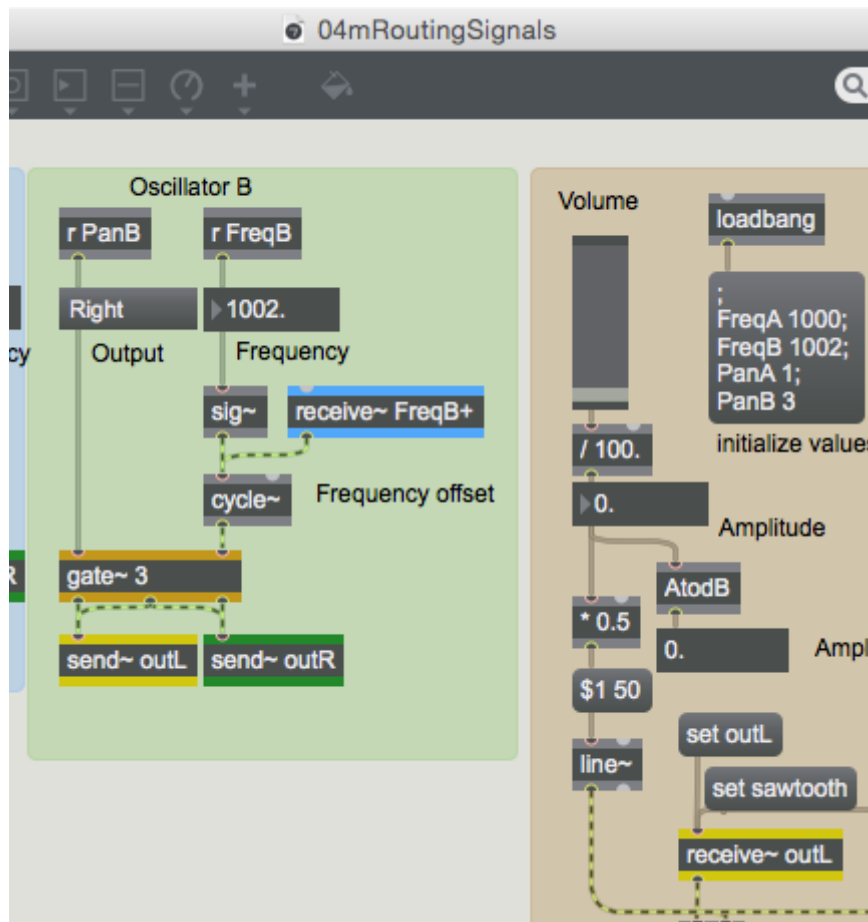 04mRoutingSignals
Oscillator B
r PanB
r FreqB
Right
1002.
cy
Output
Frequency
sig~
receive~ FreqB+
cycle~
Frequency offset
gate~ 3
R
send~ outL
send~ outR
Volume
loadbang
;
FreqA 1000;
FreqB 1002;
PanA 1;
PanB 3
initialize values
/ 100.
0.
Amplitude
AtodB
* 0.5
0.
Ampl
$1 50
set outL
line~
set sawtooth
receive~ outL